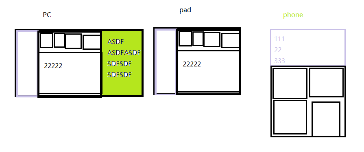 PC
pad
phone
ASDF
ASDFASDF
SDFSDF
SDFSDF
22222
22222
111
22
333